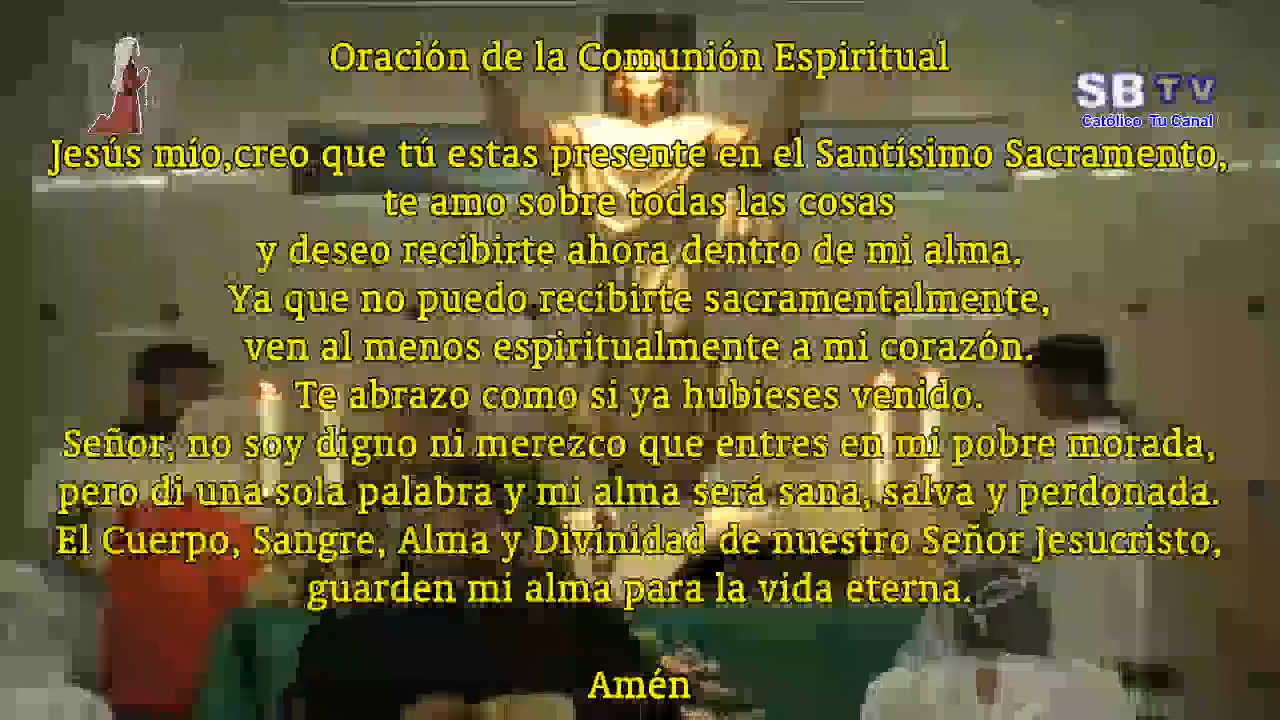 Oración de la Comunión Espiritual
SB TV
Católico Tu Canal
Jesús mío,creo que tú estas presente en el Santísimo Sacramento,
te amo sobre todas las cosas
y deseo recibirte ahora dentro de mi alma.
Ya que no puedo recibirte sacramentalmente,
ven al menos espiritualmente a mi corazón.
Te abrazo como si ya hubieses venido.
Señor, no soy digno ni merezco que entres en mi pobre morada,
pero di una sola palabra y mi alma será sana, salva y perdonada.
El Cuerpo, Sangre, Alma y Divinidad de nuestro Señor Jesucristo,
guarden mi alma para la vida eterna.
Amén